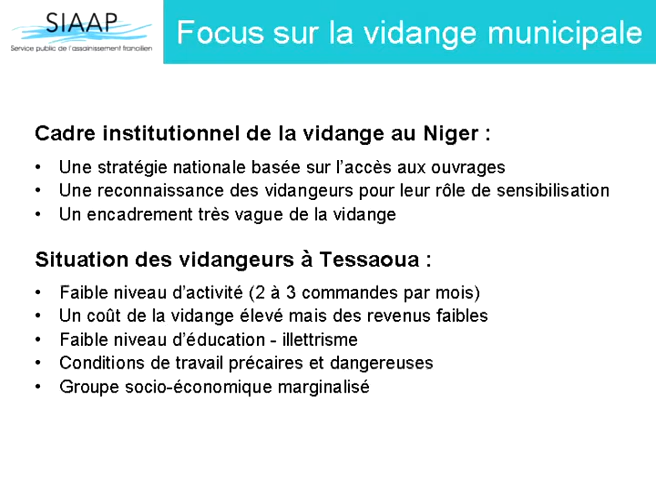 SIAAP
Service public de l'assainissement francilien
Focus sur la vidange municipale
Cadre institutionnel de la vidange au Niger :
• Une stratégie nationale basée sur l'accès aux ouvrages
• Une reconnaissance des vidangeurs pour leur rôle de sensibilisation
• Un encadrement très vague de la vidange
Situation des vidangeurs à Tessaoua :
• Faible niveau d'activité (2 à 3 commandes par mois)
• Un coût de la vidange élevé mais des revenus faibles
• Faible niveau d'éducation - illettrisme
• Conditions de travail précaires et dangereuses
• Groupe socio-économique marginalisé